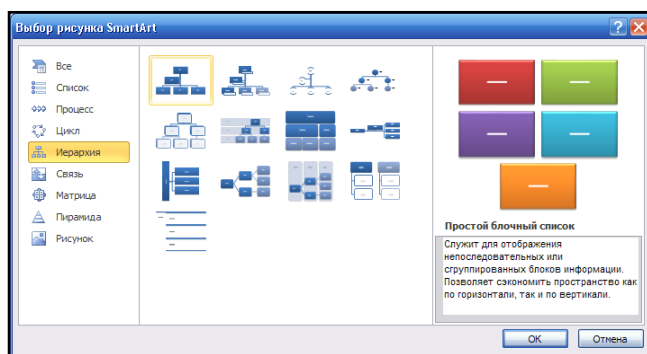 Выбор рисунка SmartArt
Все
Список
Процесс
Цикл
Иерархия
Связь
Матрица
Пирамида
Рисунок
Простой блочный список
Служит для отображения
непоследовательных или
сгруппированных блоков информации.
Позволяет сэкономить пространство как
по горизонтали, так и по вертикали.
ОК
Отмена